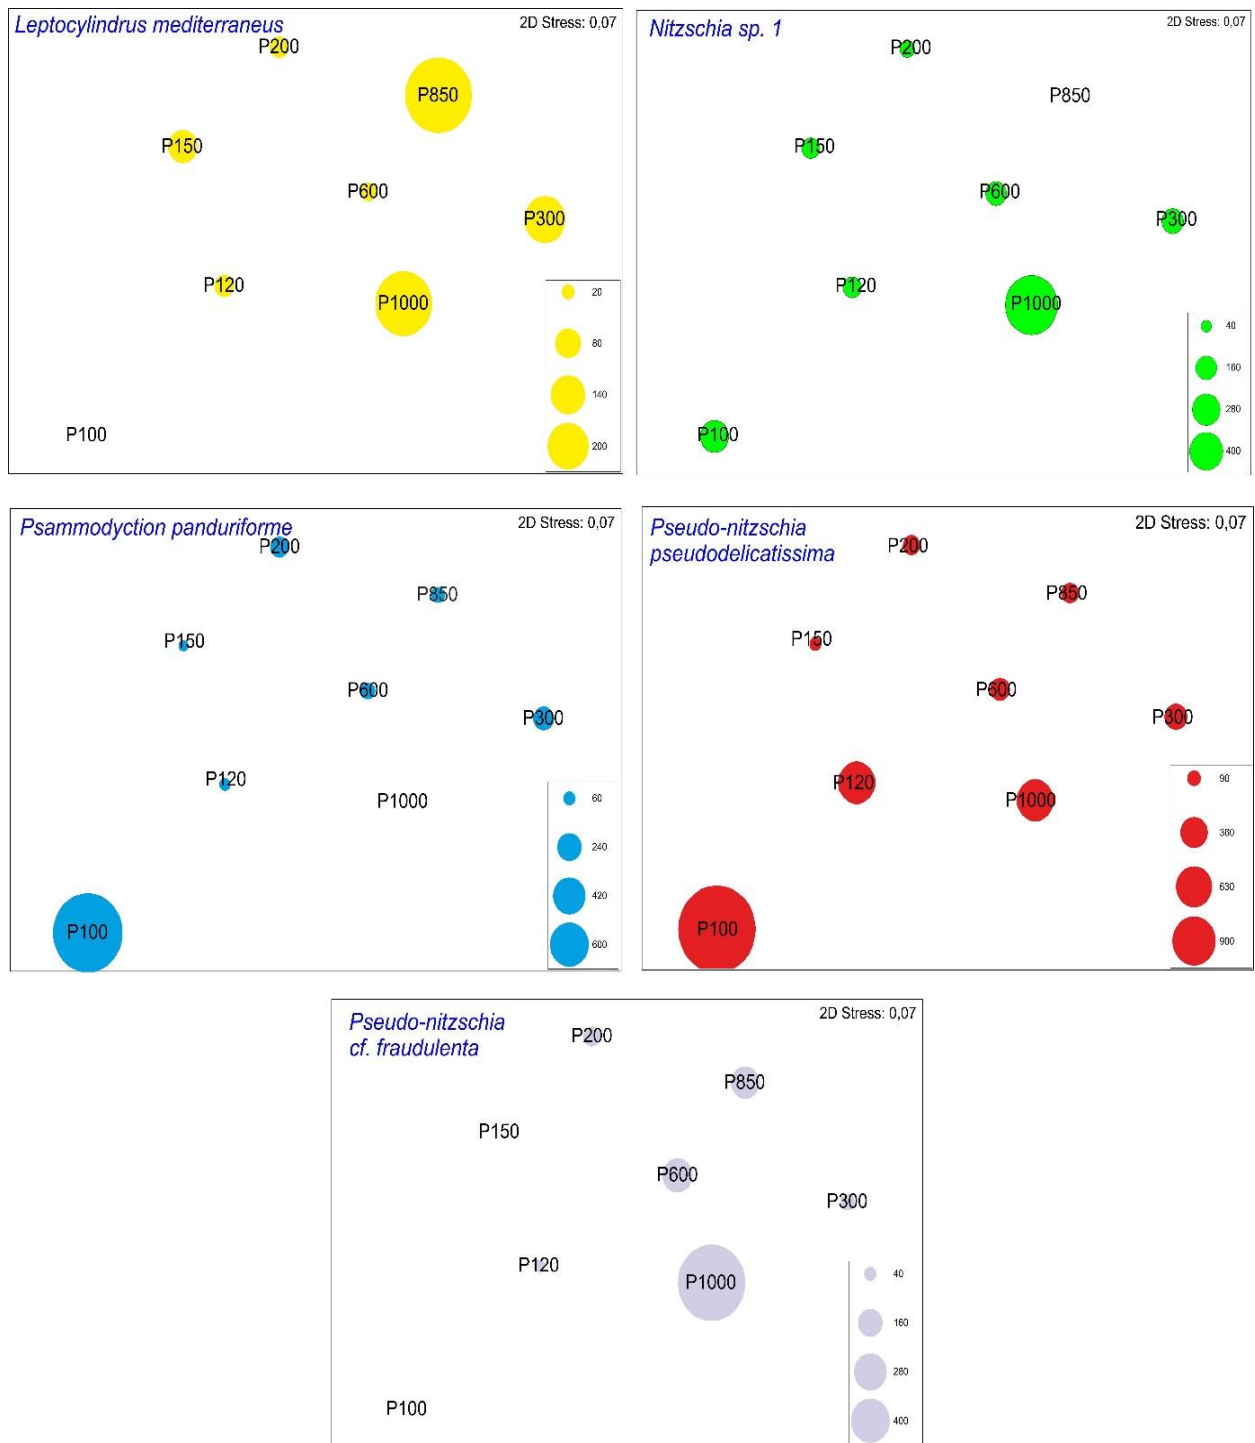 Leptocylindrus mediterraneus
2D Stress: 0,07
P200
P850
P150
P600
P300
P120
P1000
P100
20
80
140
200
Nitzschia sp. 1
2D Stress: 0,07
P200
P850
P150
P600
P300
P120
P1000
P100
40
160
280
400
Psammodyction panduriforme
2D Stress: 0,07
P200
P850
P150
P600
P300
P120
P1000
P100
60
240
420
600
Pseudo-nitzschia
pseudodelicatissima
2D Stress: 0,07
P200
P850
P150
P600
P300
P120
P1000
P100
90
360
630
900
Pseudo-nitzschia
cf. fraudulenta
2D Stress: 0,07
P200
P850
P150
P600
P300
P120
P1000
P100
40
160
280
400